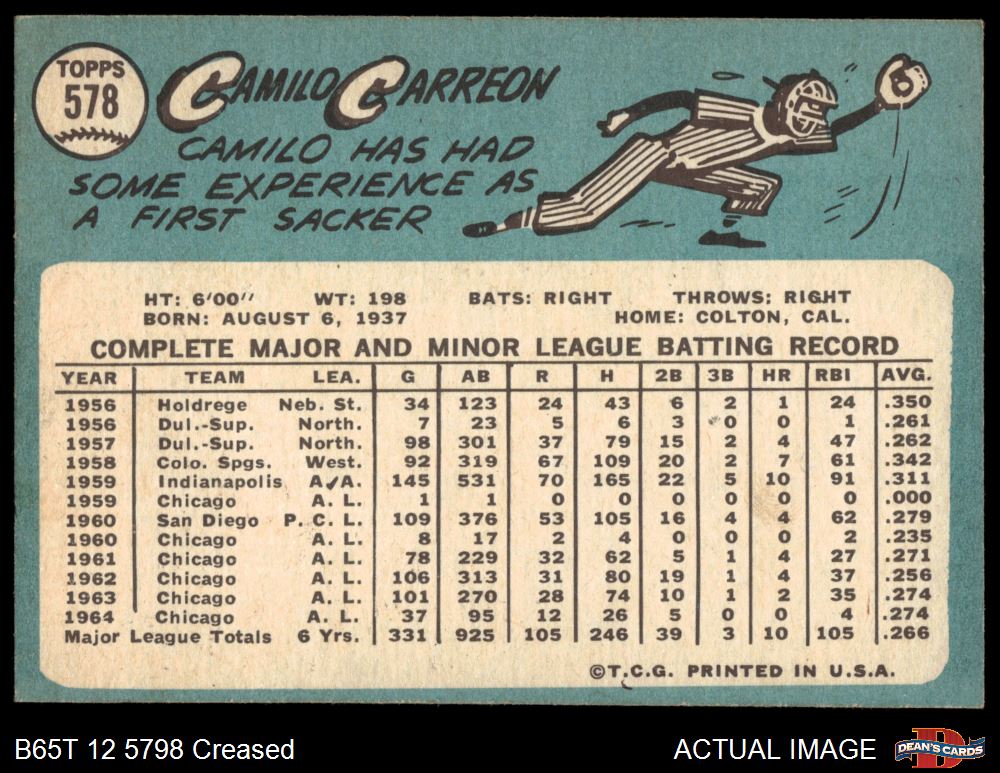 TOPPS
578
CAMILO CARREON
CAMILO HAS HAD
SOME EXPERIENCE AS
A FIRST SACKER
HT: 6'00" WT: 198 BATS: RIGHT THROWS: RIGHT
BORN: AUGUST 6, 1937 HOME: COLTON, CAL.
COMPLETE MAJOR AND MINOR LEAGUE BATTING RECORD
YEAR TEAM LEA. G AB R H 2B 3B HR RBI AVG.
1956 Holdrege Neb. St. 34 123 24 43 6 2 1 24 .350
1956 Dul.-Sup. North. 7 23 5 6 3 0 0 1 .261
1957 Dul.-Sup. North. 98 301 37 79 15 2 4 47 .262
1958 Colo. Spgs. West. 92 319 67 109 20 2 7 61 .342
1959 Indianapolis A.A. 145 531 70 165 22 5 10 91 .311
1959 Chicago A. L. 1 1 0 0 0 0 0 0 .000
1960 San Diego P. C. L. 109 376 53 105 16 4 4 62 .279
1960 Chicago A. L. 8 17 2 4 0 0 0 2 .235
1961 Chicago A. L. 78 229 32 62 5 1 4 27 .271
1962 Chicago A. L. 106 313 31 80 19 1 4 37 .256
1963 Chicago A. L. 101 270 28 74 10 1 2 35 .274
1964 Chicago A. L. 37 95 12 26 5 0 0 4 .274
Major League Totals 6 Yrs. 331 925 105 246 39 3 10 105 .266
©T.C.G. PRINTED IN U.S.A.
B65T 12 5798 Creased ACTUAL IMAGE
D
DEAN'S CARDS